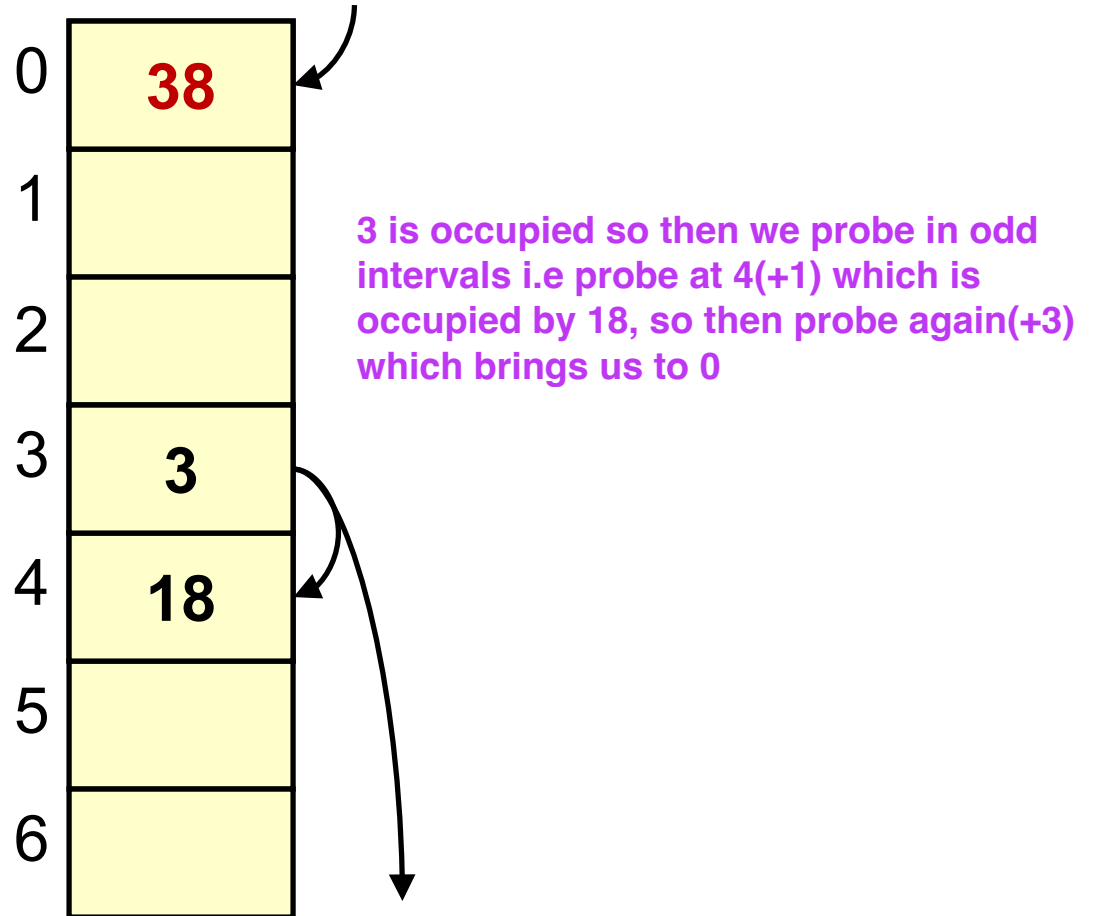 0 38
1
3 is occupied so then we probe in odd
intervals i.e probe at 4(+1) which is
2
occupied by 18, so then probe again(+3)
which brings us to 0
3 3
4 18
5
6